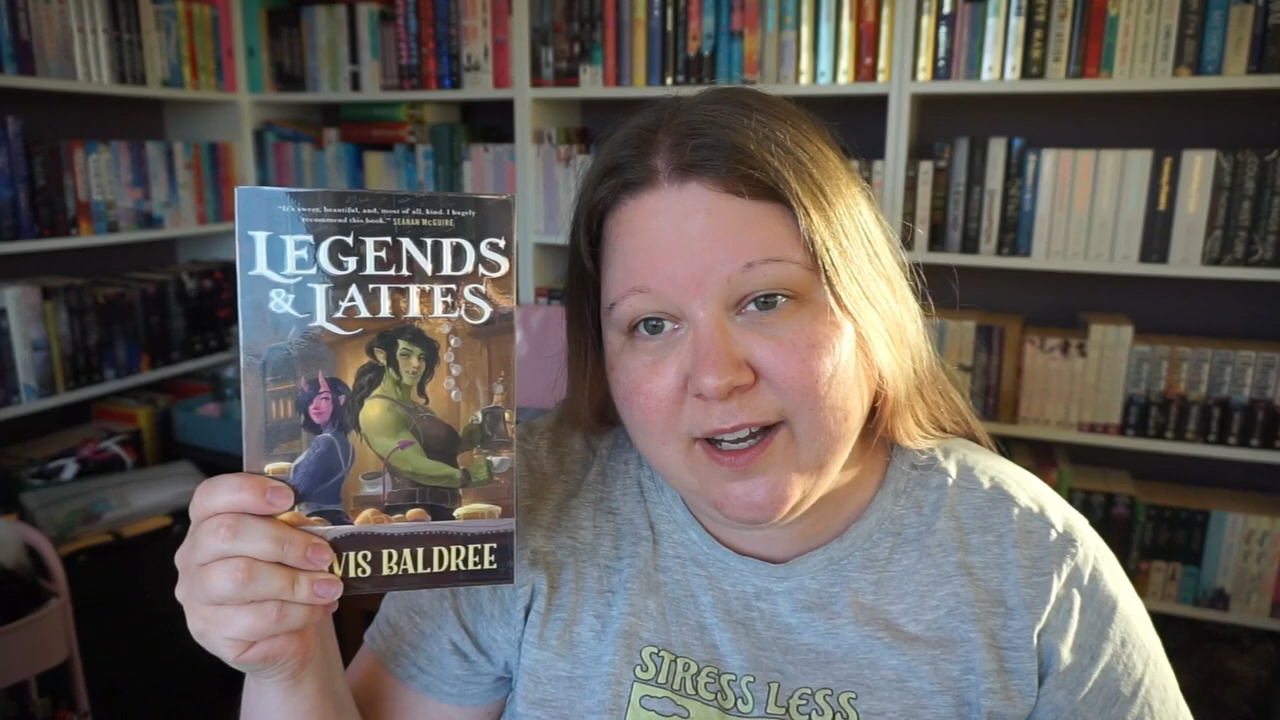 "It's sweet, beautiful, and, most of all, kind. I hugely
recommend this book." SEANAN McGUIRE
LEGENDS
& LATTES
VIS BALDREE
STRESS LESS